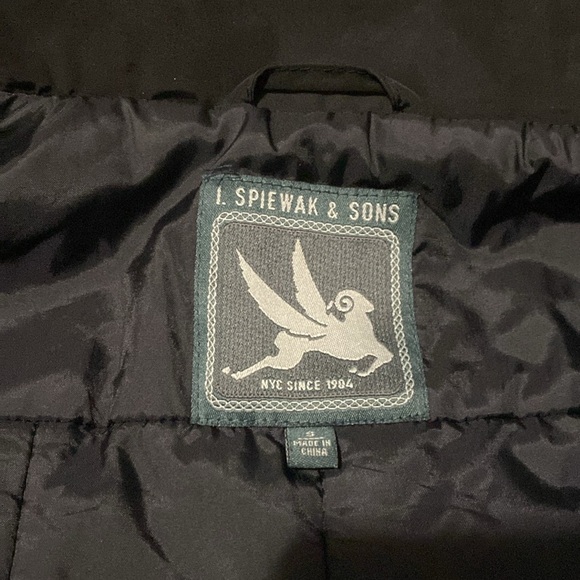 I. SPIEWAK & SONS
NYC SINCE 1904
S
MADE IN
CHINA